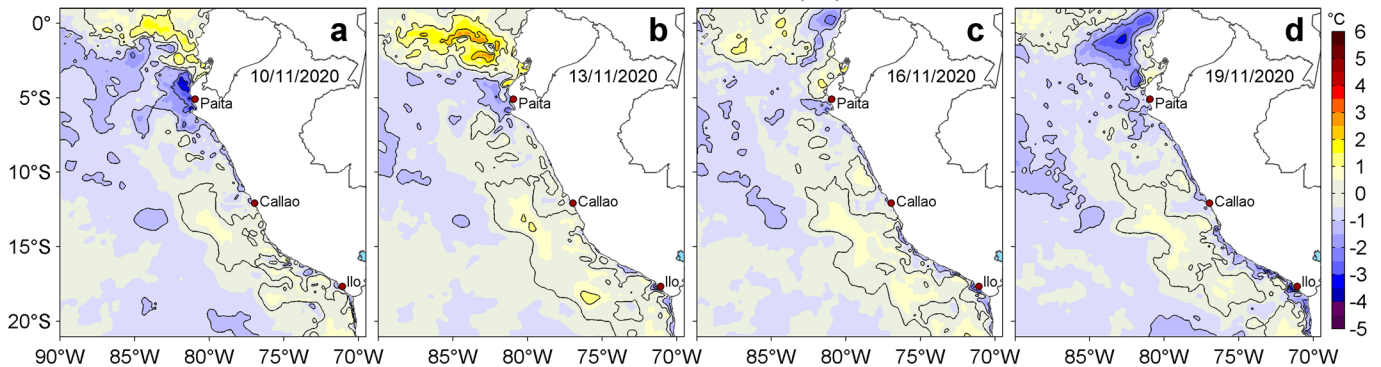 a
b
c
d
10/11/2020
13/11/2020
16/11/2020
19/11/2020
Paita
Callao
Ilo
Paita
Callao
Ilo
Paita
Callao
Ilo
Paita
Callao
Ilo
0°
5°S
10°S
15°S
20°S
90°W 85°W 80°W 75°W 70°W
85°W 80°W 75°W 70°W
85°W 80°W 75°W 70°W
85°W 80°W 75°W 70°W
°C
6
5
4
3
2
1
0
-1
-2
-3
-4
-5